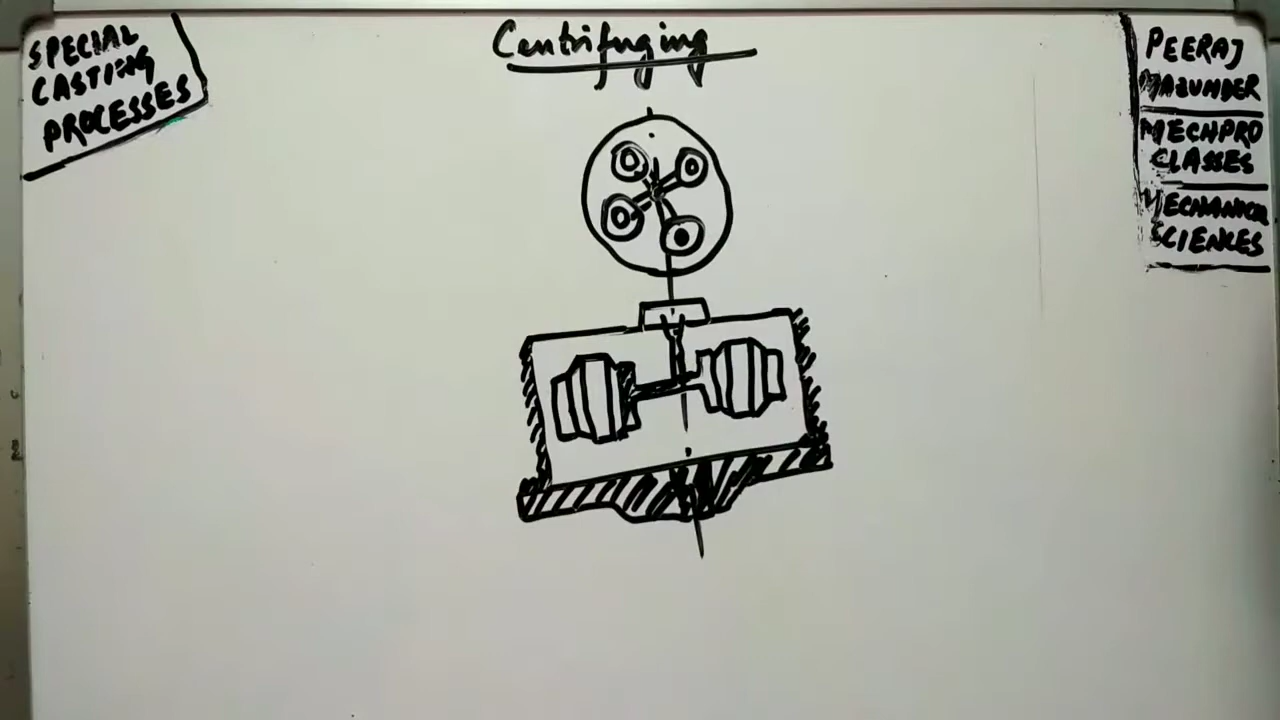 SPECIAL
CASTING
PROCESSES
Centrifuging
PEERAJ
MAZUMDER
MECHPRO
CLASSES
MECHANICAL
SCIENCES